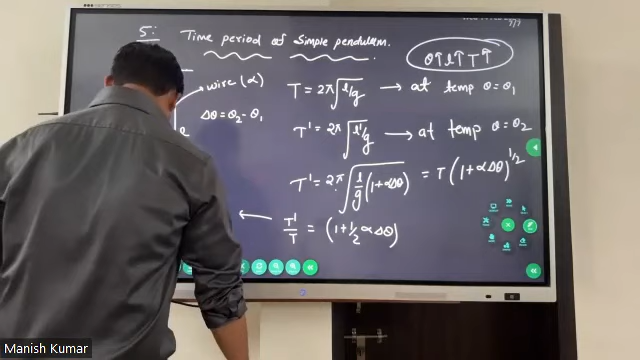 5: Time period of Simple pendulum.
θ↑ l↑ T↑
wire (α)
Δθ = θ₂ - θ₁
l
T = 2π√(l/g) → at temp θ = θ₁
T' = 2π√(l'/g) → at temp θ = θ₂
T' = 2π√(l/g (1+αΔθ)) = T(1+αΔθ)^1/2
← T'/T = (1+1/2 αΔθ)
Manish Kumar